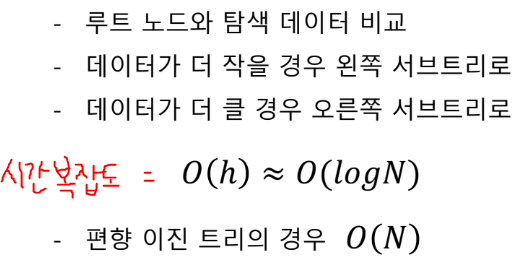 - 루트 노드와 탐색 데이터 비교
- 데이터가 더 작을 경우 왼쪽 서브트리로
- 데이터가 더 클 경우 오른쪽 서브트리로
시간복잡도 = O(h) ≈ O(logN)
- 편향 이진 트리의 경우 O(N)